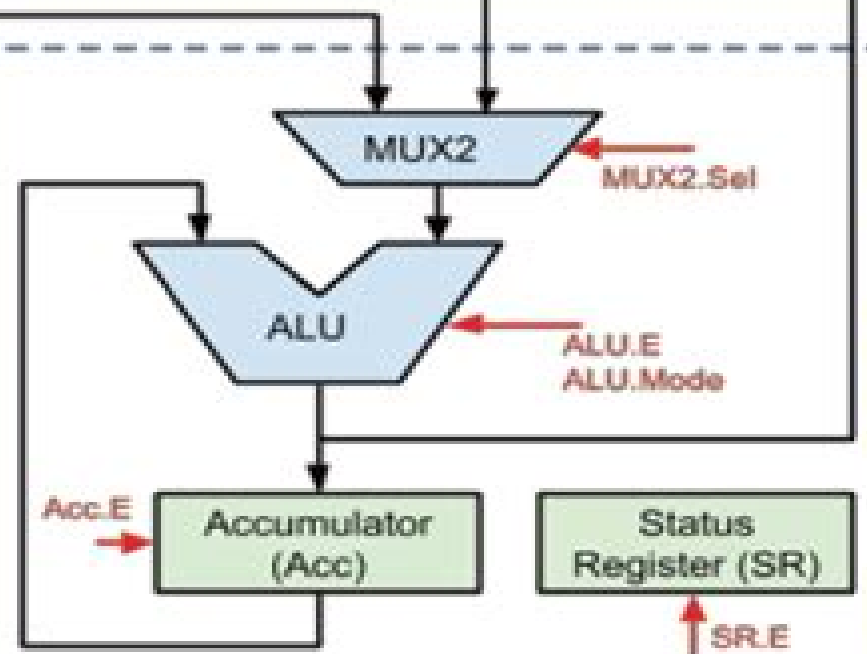 MUX2
MUX2.Sel
ALU
ALU.E
ALU.Mode
Acc.E
Accumulator
(Acc)
Status
Register (SR)
SR.E